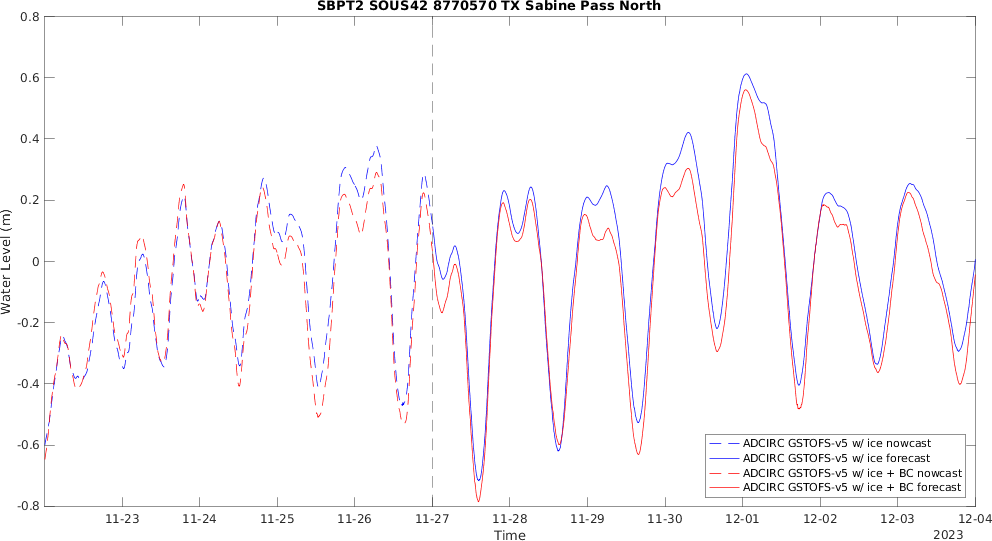 SBPT2 SOUS42 8770570 TX Sabine Pass North
0.8
0.6
0.4
0.2
0
-0.2
-0.4
-0.6
-0.8
Water Level (m)
ADCIRC GSTOFS-v5 w/ ice nowcast
ADCIRC GSTOFS-v5 w/ ice forecast
ADCIRC GSTOFS-v5 w/ ice + BC nowcast
ADCIRC GSTOFS-v5 w/ ice + BC forecast
11-23 11-24 11-25 11-26 11-27 11-28 11-29 11-30 12-01 12-02 12-03 12-04
Time
2023